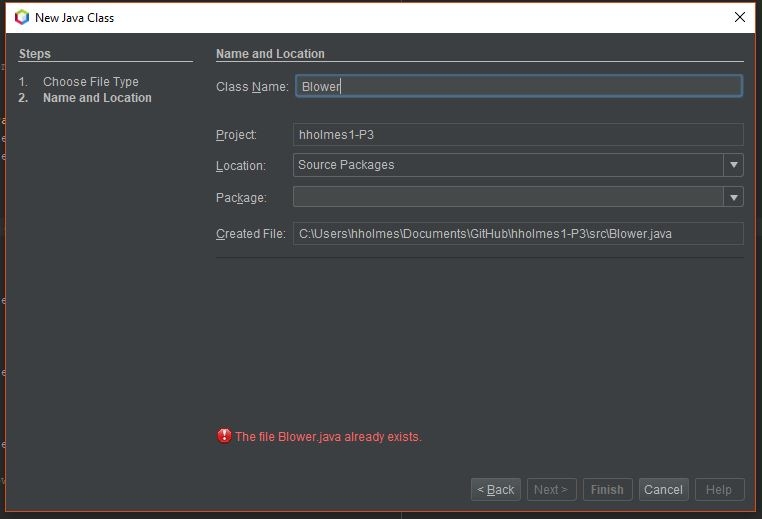 New Java Class
Steps
1. Choose File Type
2. Name and Location
Name and Location
Class Name: Blower
Project: hholmes1-P3
Location: Source Packages
Package:
Created File: C:\Users\hholmes\Documents\GitHub\hholmes1-P3\src\Blower.java
The file Blower.java already exists.
< Back Next > Finish Cancel Help